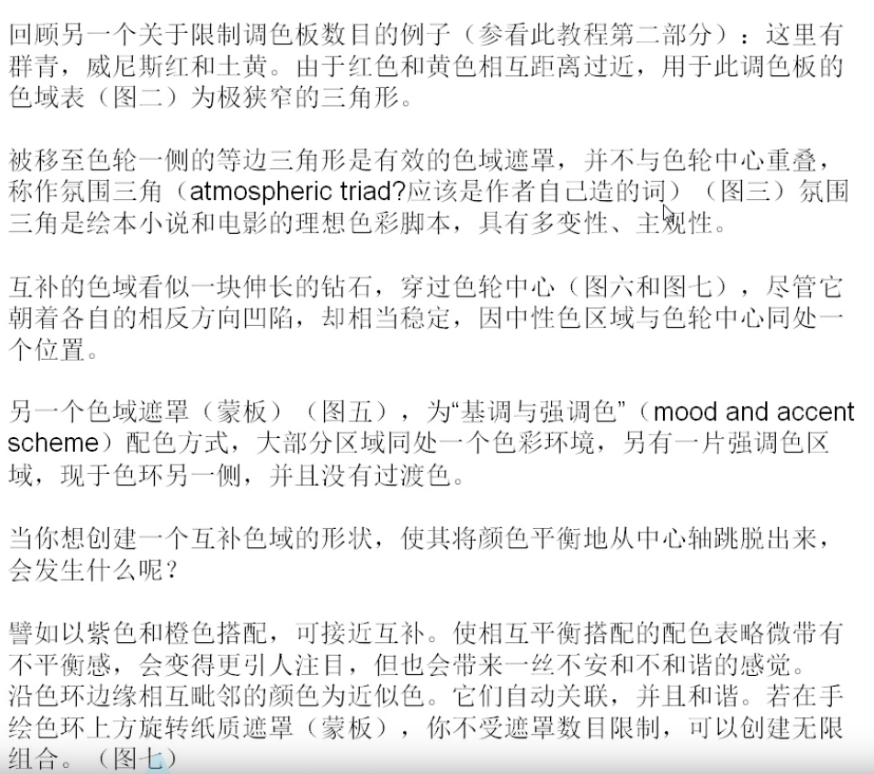 回顾另一个关于限制调色板数目的例子（参看此教程第二部分）：这里有
群青，威尼斯红和土黄。由于红色和黄色相互距离过近，用于此调色板的
色域表（图二）为极狭窄的三角形。
被移至色轮一侧的等边三角形是有效的色域遮罩，并不与色轮中心重叠，
称作氛围三角（atmospheric triad?应该是作者自己造的词）（图三）氛围
三角是绘本小说和电影的理想色彩脚本，具有多变性、主观性。
互补的色域看似一块伸长的钻石，穿过色轮中心（图六和图七），尽管它
朝着各自的相反方向凹陷，却相当稳定，因中性色区域与色轮中心同处一
个位置。
另一个色域遮罩（蒙板）（图五），为“基调与强调色”（mood and accent
scheme）配色方式，大部分区域同处一个色彩环境，另有一片强调色区
域，现于色环另一侧，并且没有过渡色。
当你想创建一个互补色域的形状，使其将颜色平衡地从中心轴跳脱出来，
会发生什么呢？
譬如以紫色和橙色搭配，可接近互补。使相互平衡搭配的配色表略微带有
不平衡感，会变得更引人注目，但也会带来一丝不安和不和谐的感觉。
沿色环边缘相互毗邻的颜色为近似色。它们自动关联，并且和谐。若在手
绘色环上方旋转纸质遮罩（蒙板），你不受遮罩数目限制，可以创建无限
组合。（图七）